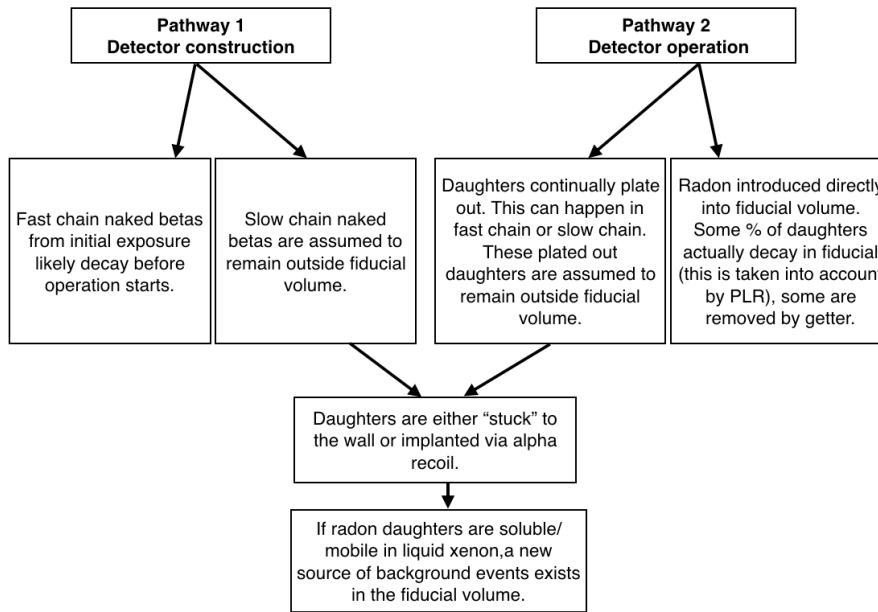 Pathway 1
Detector construction
Pathway 2
Detector operation
Fast chain naked betas
from initial exposure
likely decay before
operation starts.
Slow chain naked
betas are assumed to
remain outside fiducial
volume.
Daughters continually plate
out. This can happen in
fast chain or slow chain.
These plated out
daughters are assumed to
remain outside fiducial
volume.
Radon introduced directly
into fiducial volume.
Some % of daughters
actually decay in fiducial
(this is taken into account
by PLR), some are
removed by getter.
Daughters are either “stuck” to
the wall or implanted via alpha
recoil.
If radon daughters are soluble/
mobile in liquid xenon,a new
source of background events exists
in the fiducial volume.